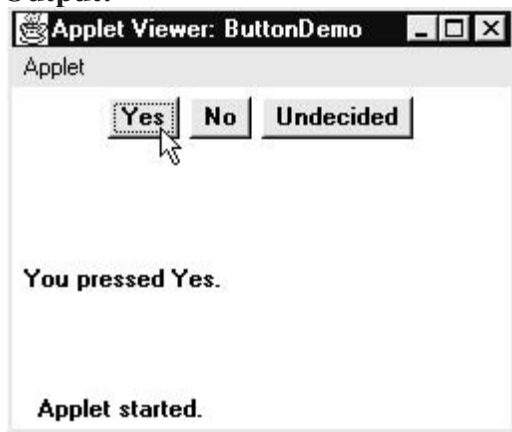 Output:
Applet Viewer: ButtonDemo
Applet
Yes No Undecided
You pressed Yes.
Applet started.